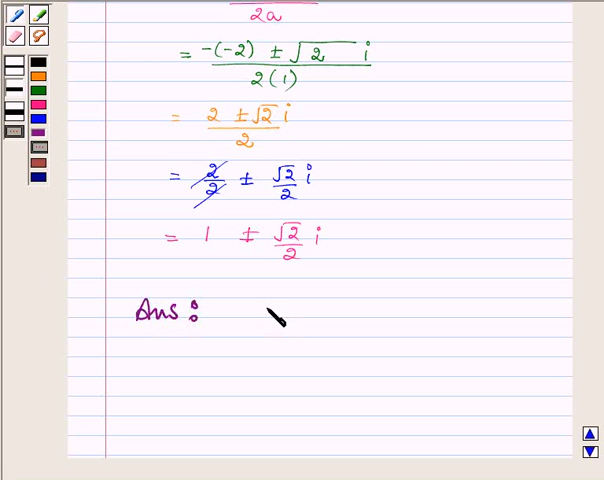 2a
= -(-2) ± √2 i / 2(1)
= 2 ± √2 i / 2
= 2/2 ± √2/2 i
= 1 ± √2/2 i
Ans: